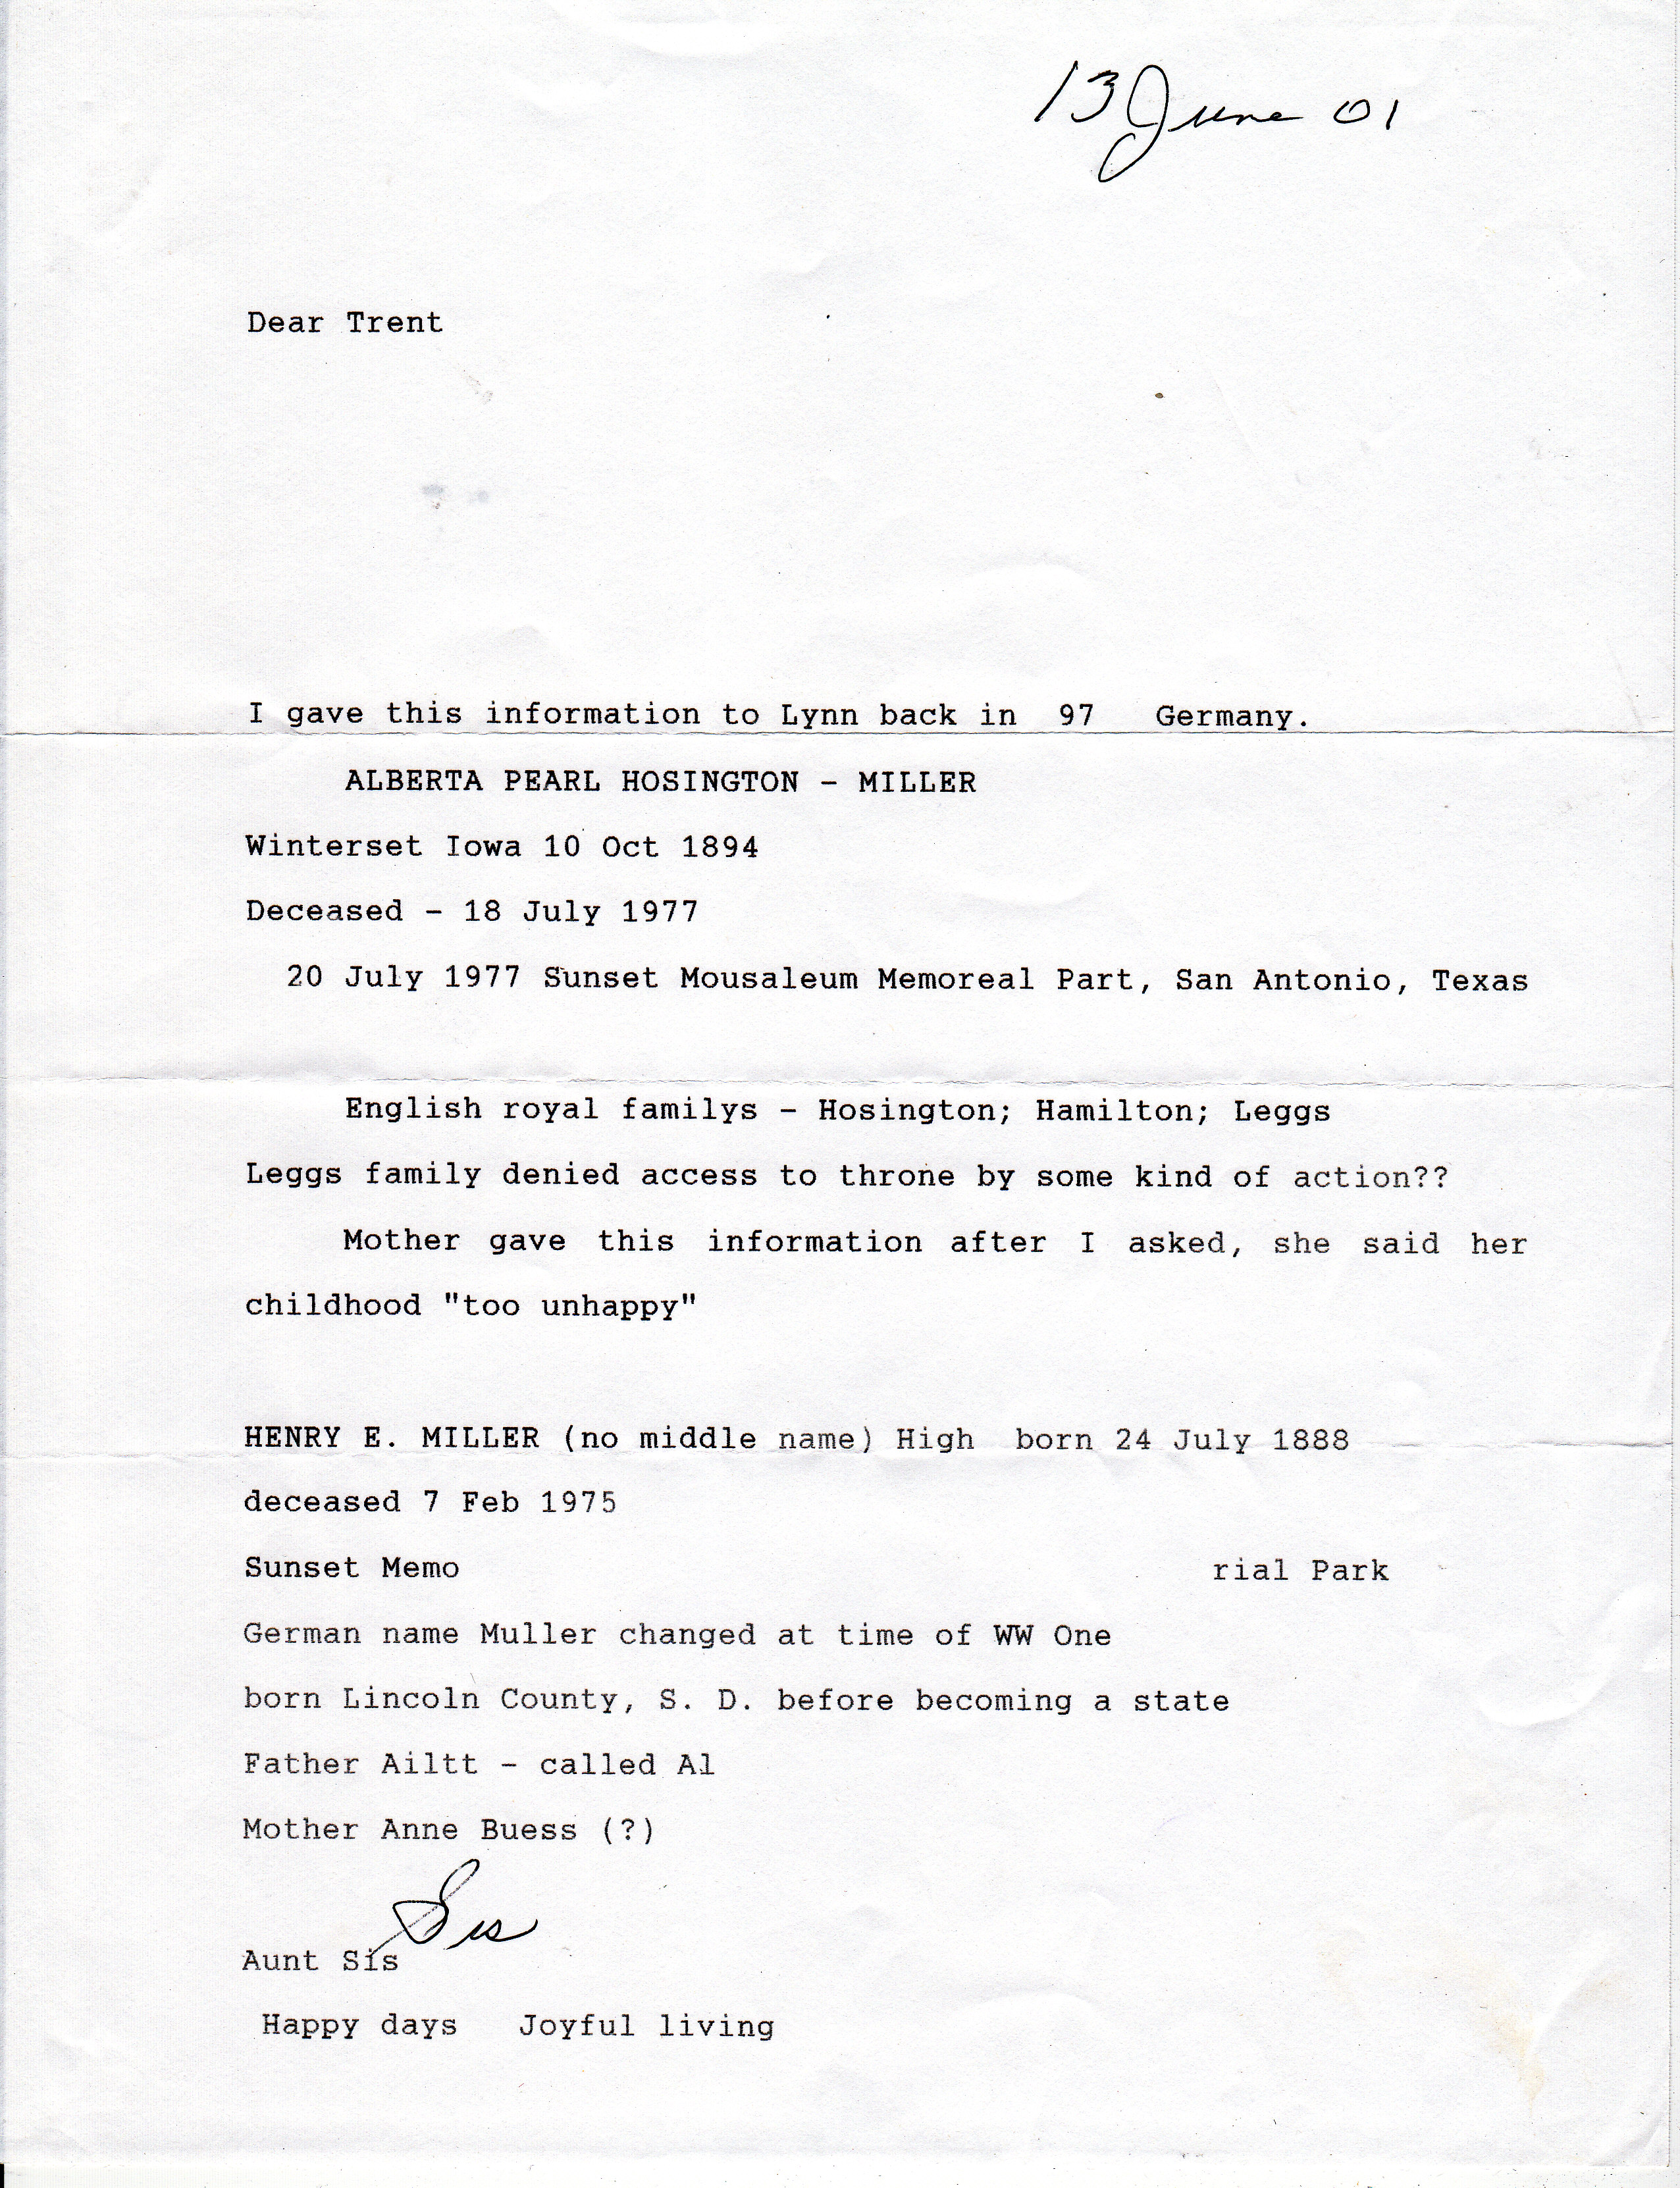 13 June 01
Dear Trent
I gave this information to Lynn back in 97 Germany.
ALBERTA PEARL HOSINGTON - MILLER
Winterset Iowa 10 Oct 1894
Deceased - 18 July 1977
20 July 1977 Sunset Mousaleum Memoreal Part, San Antonio, Texas
English royal familys - Hosington; Hamilton; Leggs
Leggs family denied access to throne by some kind of action??
Mother gave this information after I asked, she said her
childhood "too unhappy"
HENRY E. MILLER (no middle name) High born 24 July 1888
deceased 7 Feb 1975
Sunset Memo rial Park
German name Muller changed at time of WW One
born Lincoln County, S. D. before becoming a state
Father Ailtt - called Al
Mother Anne Buess (?)
Sis
Aunt Sis
Happy days Joyful living